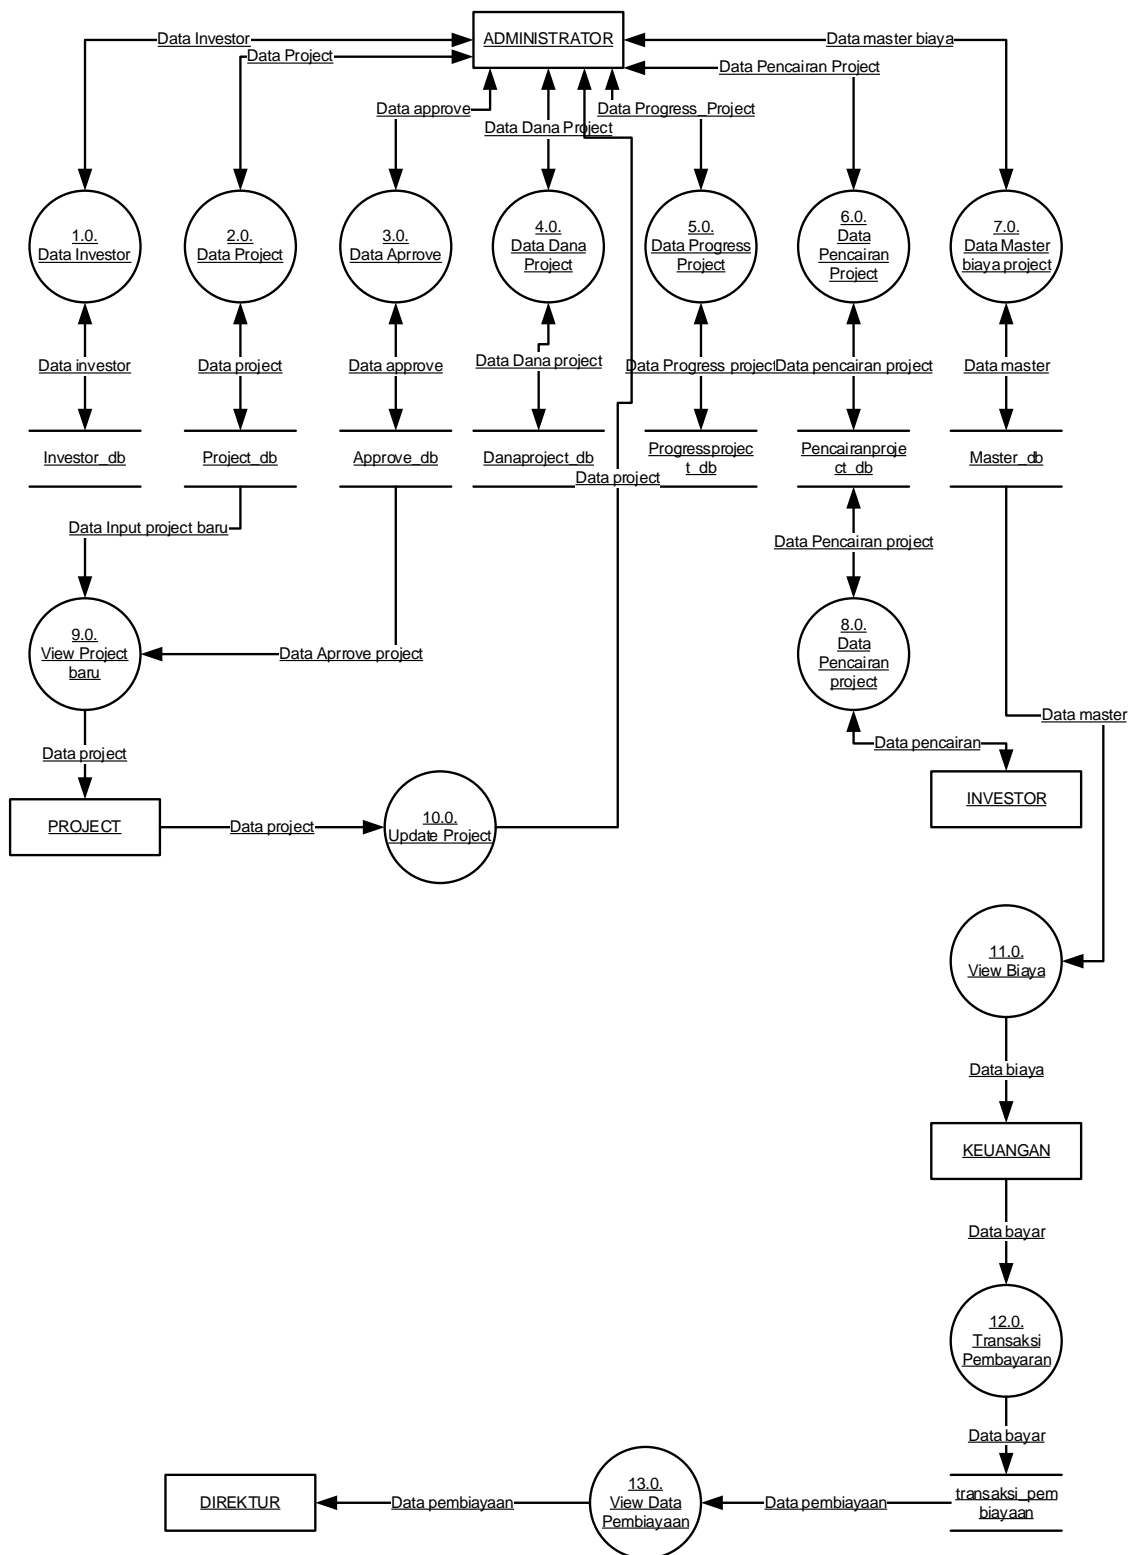 Data Investor
ADMINISTRATOR
Data master biaya
Data Project
Data Pencairan Project
Data approve
Data Progress_Project
Data Dana Project
1.0.
Data Investor
2.0.
Data Project
3.0.
Data Aprrove
4.0.
Data Dana
Project
5.0.
Data Progress
Project
6.0.
Data
Pencairan
Project
7.0.
Data Master
biaya project
Data investor
Data project
Data approve
Data Dana project
Data Progress project
Data pencairan project
Data master
Investor_db
Project_db
Approve_db
Danaproject_db
Progressprojec
t_db
Pencairanproje
ct_db
Master_db
Data project
Data Input project baru
Data Pencairan project
9.0.
View Project
baru
Data Aprrove project
8.0.
Data
Pencairan
project
Data master
Data project
Data pencairan
PROJECT
Data project
10.0.
Update Project
INVESTOR
11.0.
View Biaya
Data biaya
KEUANGAN
Data bayar
12.0.
Transaksi
Pembayaran
Data bayar
DIREKTUR
Data pembiayaan
13.0.
View Data
Pembiayaan
Data pembiayaan
transaksi_pem
biayaan